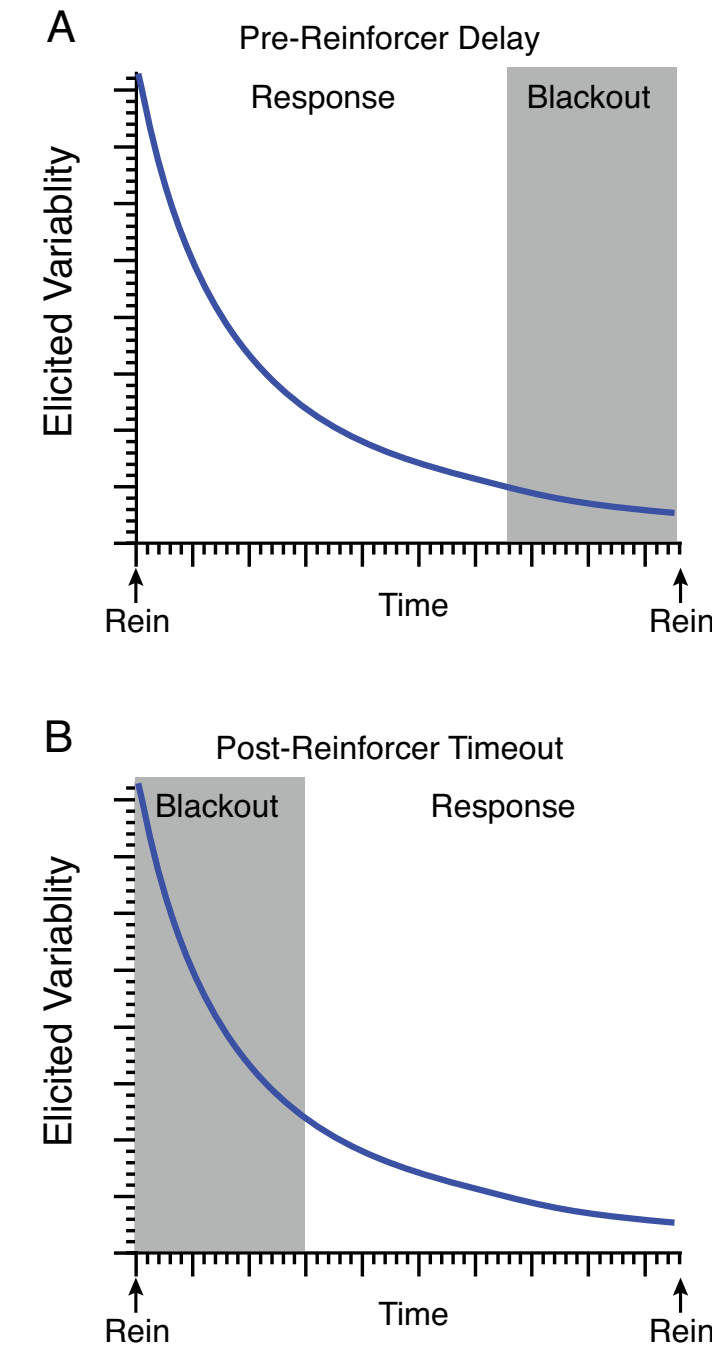 A
Pre-Reinforcer Delay
Response
Blackout
Elicited Variablity
Time
Rein
Rein
B
Post-Reinforcer Timeout
Blackout
Response
Elicited Variablity
Time
Rein
Rein